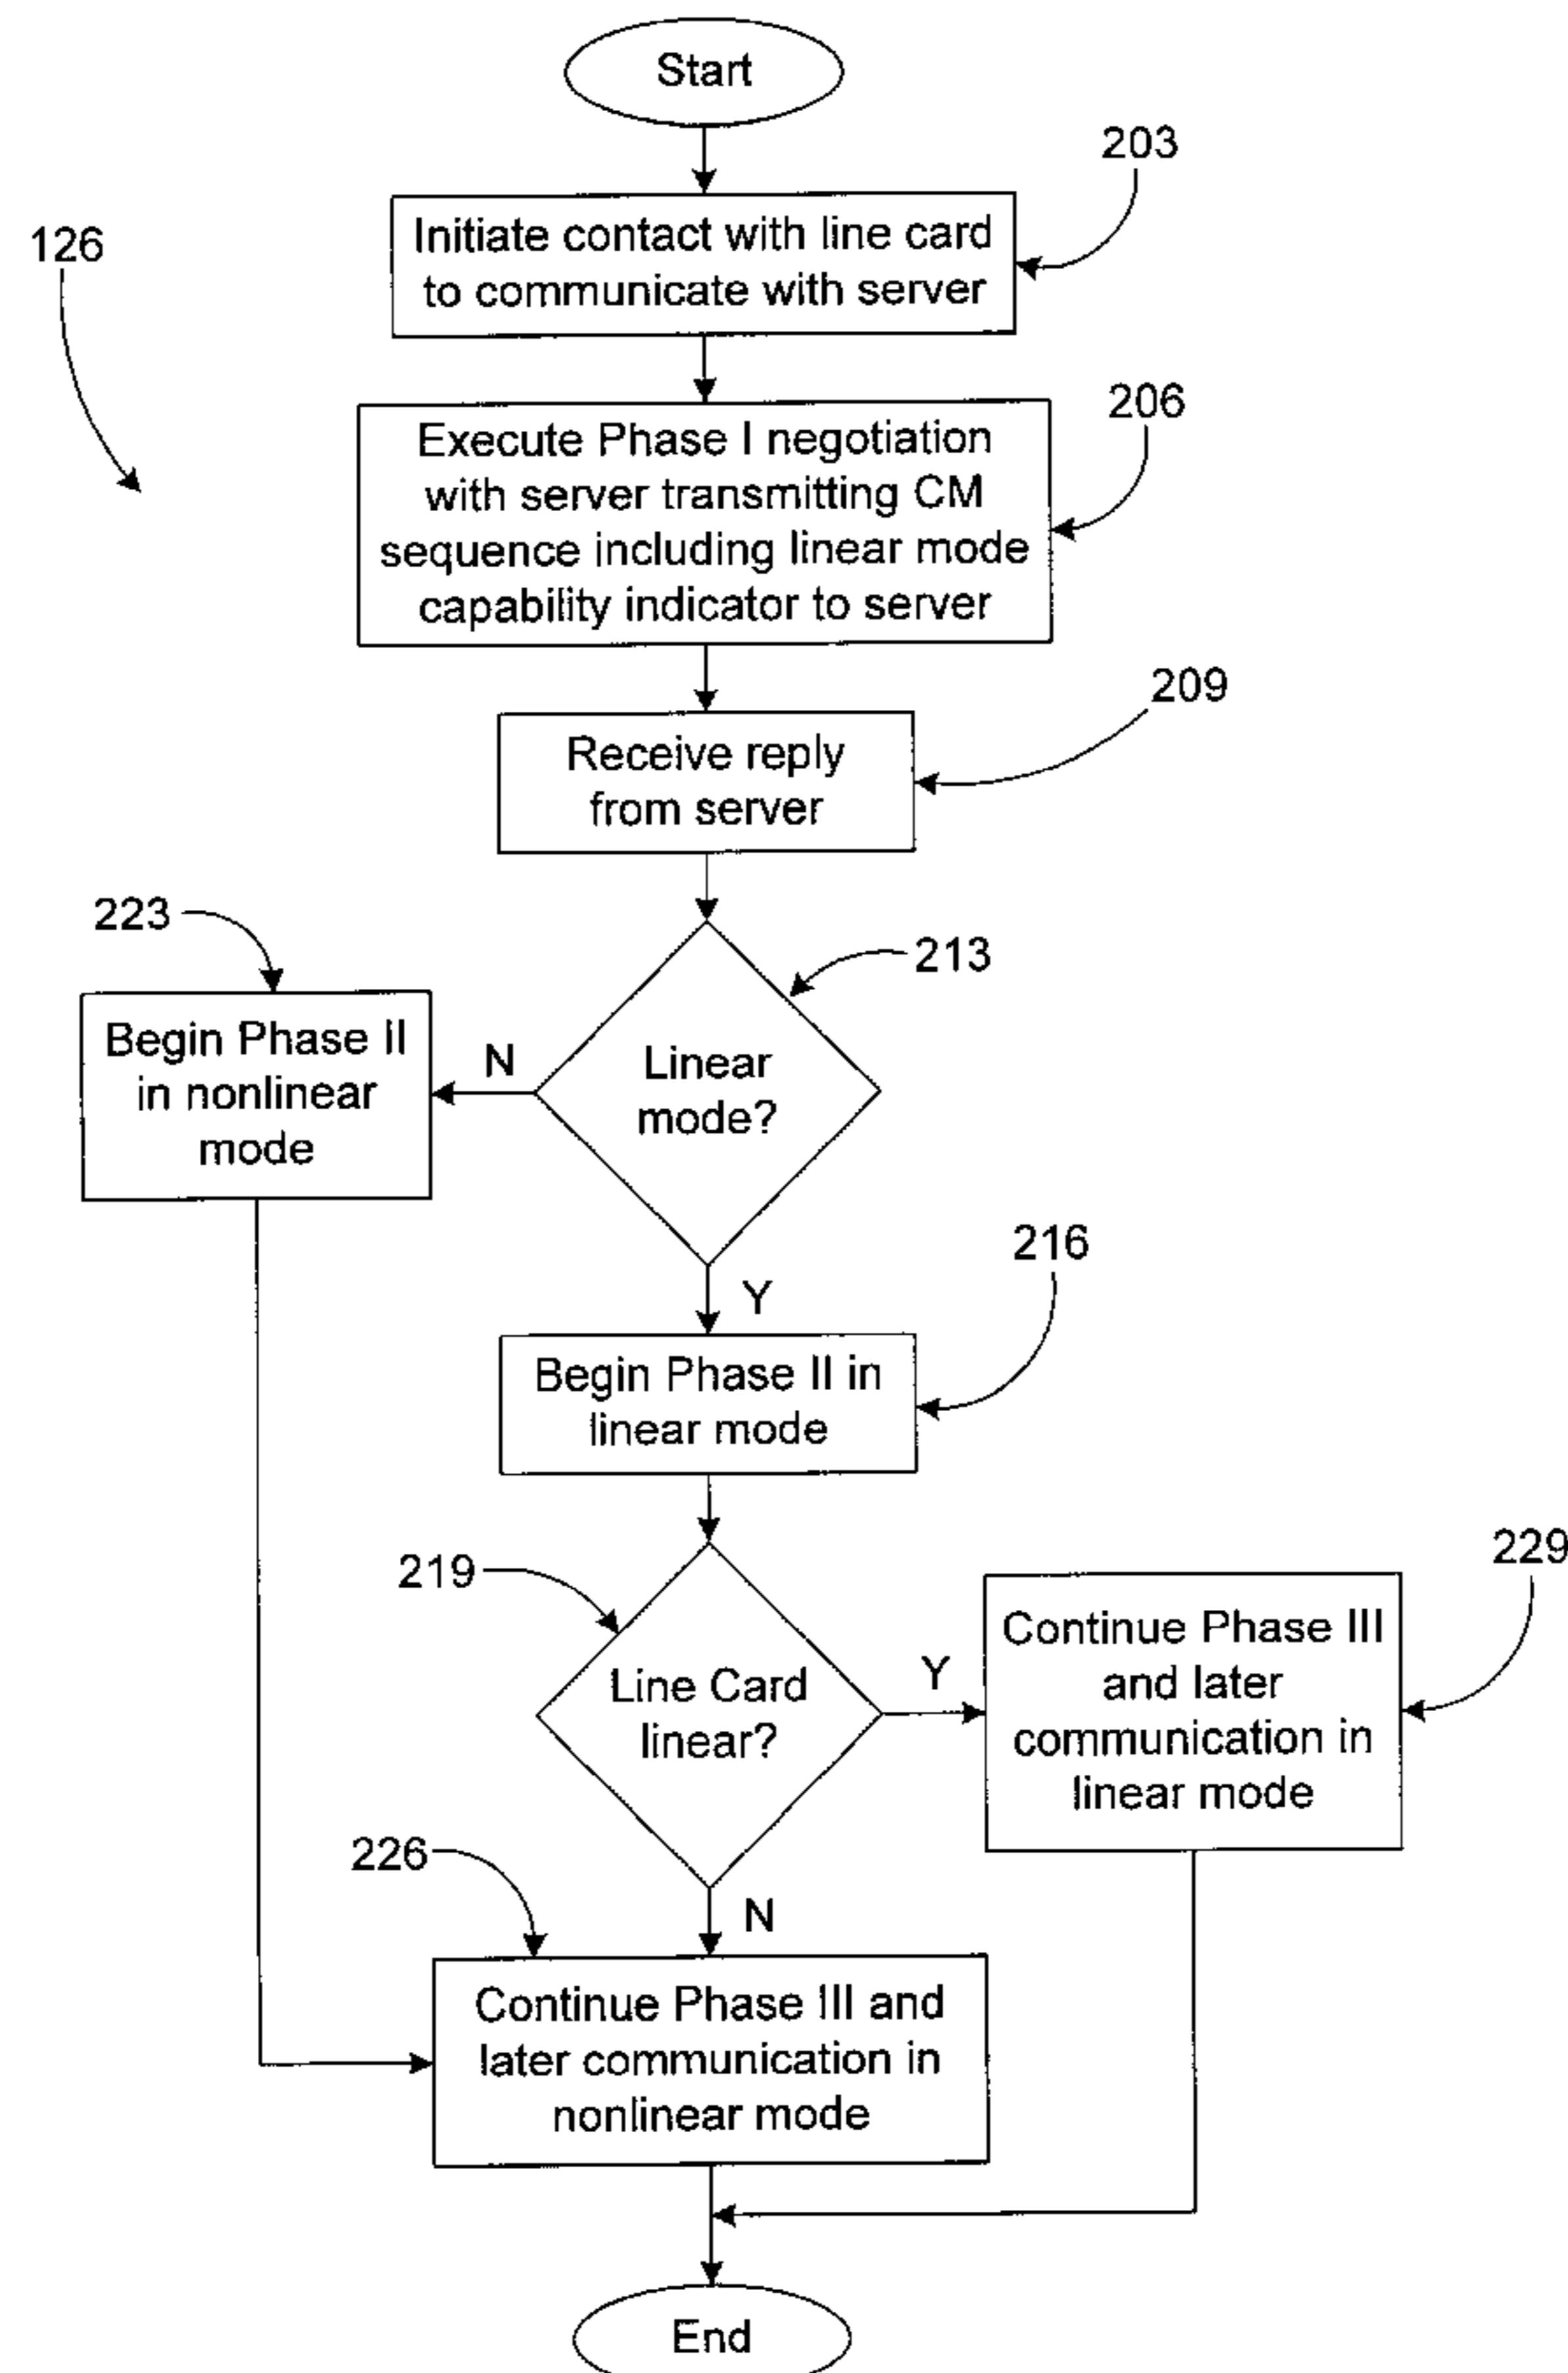 Start
203
Initiate contact with line card
to communicate with server
126
206
Execute Phase I negotiation
with server transmitting CM
sequence including linear mode
capability indicator to server
209
Receive reply
from server
223
213
Begin Phase II
in nonlinear
mode
N
Linear
mode?
Y
216
Begin Phase II in
linear mode
219
229
Line Card
linear?
Y
Continue Phase III
and later
communication in
linear mode
226
N
Continue Phase III and
later communication in
nonlinear mode
End